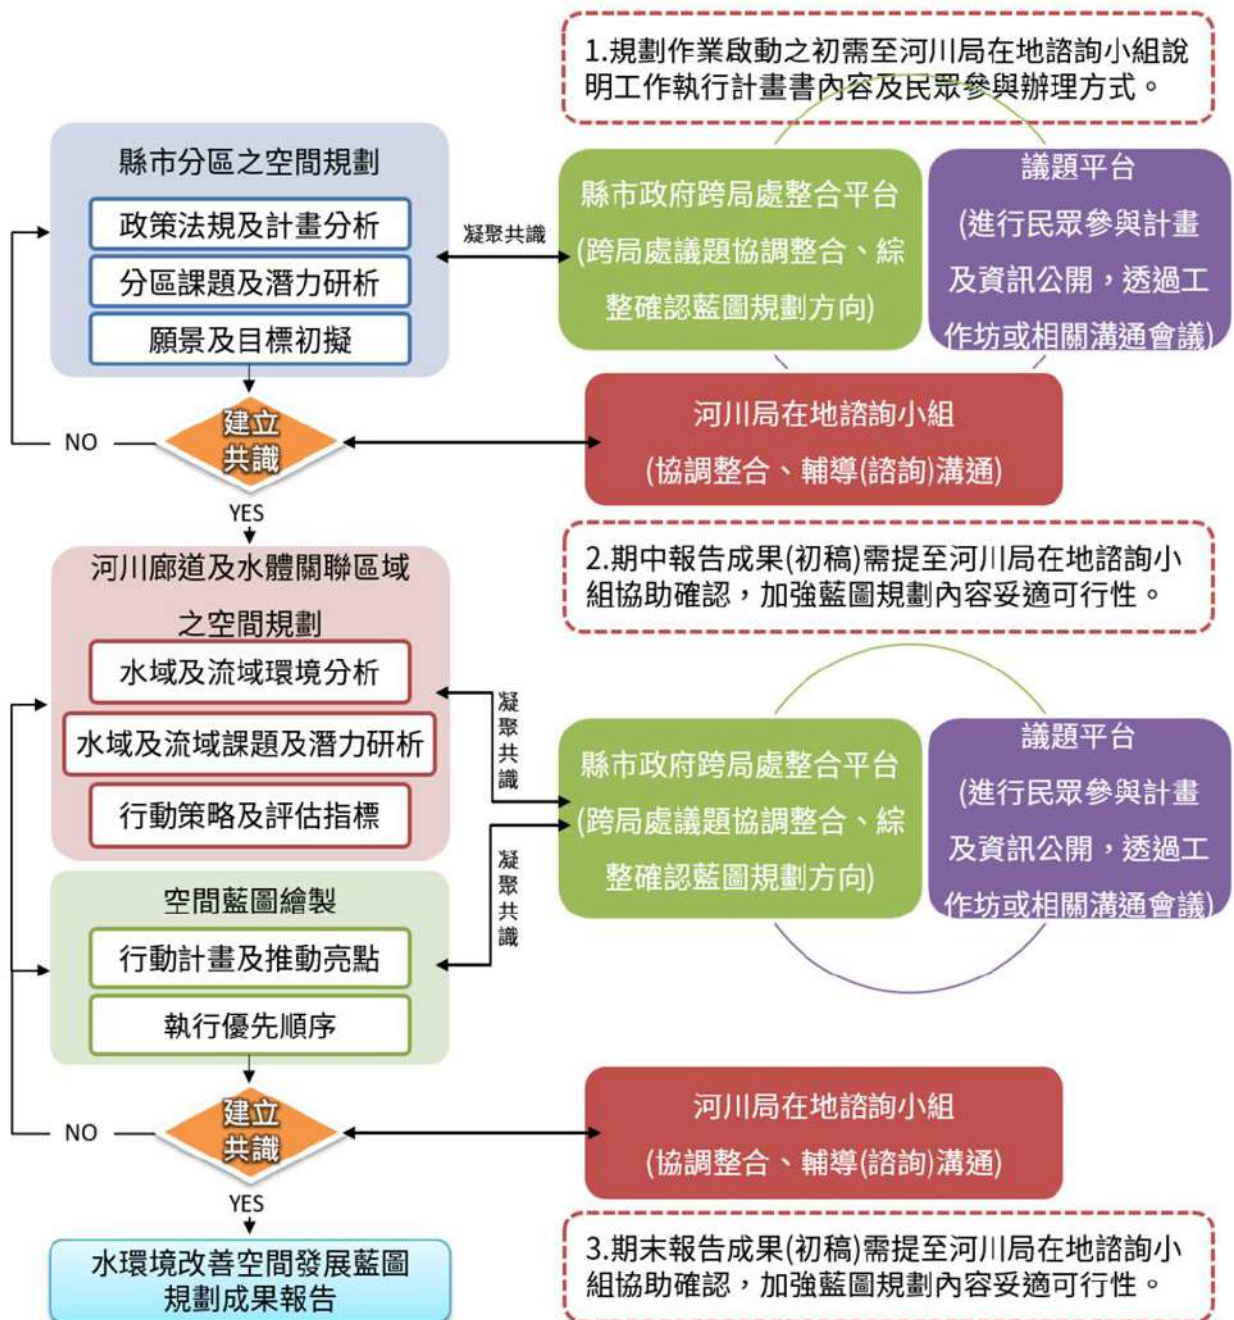 1.規劃作業啟動之初需至河川局在地諮詢小組說
明工作執行計畫書內容及民眾參與辦理方式。
縣市分區之空間規劃
政策法規及計畫分析
分區課題及潛力研析
願景及目標初擬
凝聚共識
縣市政府跨局處整合平台
(跨局處議題協調整合、綜
整確認藍圖規劃方向)
議題平台
(進行民眾參與計畫
及資訊公開，透過工
作坊或相關溝通會議)
建立
共識
NO
YES
河川局在地諮詢小組
(協調整合、輔導(諮詢)溝通)
2.期中報告成果(初稿)需提至河川局在地諮詢小
組協助確認，加強藍圖規劃內容妥適可行性。
河川廊道及水體關聯區域
之空間規劃
水域及流域環境分析
水域及流域課題及潛力研析
行動策略及評估指標
凝聚共識
縣市政府跨局處整合平台
(跨局處議題協調整合、綜
整確認藍圖規劃方向)
議題平台
(進行民眾參與計畫
及資訊公開，透過工
作坊或相關溝通會議)
空間藍圖繪製
行動計畫及推動亮點
執行優先順序
凝聚共識
建立
共識
NO
YES
河川局在地諮詢小組
(協調整合、輔導(諮詢)溝通)
水環境改善空間發展藍圖
規劃成果報告
3.期末報告成果(初稿)需提至河川局在地諮詢小
組協助確認，加強藍圖規劃內容妥適可行性。